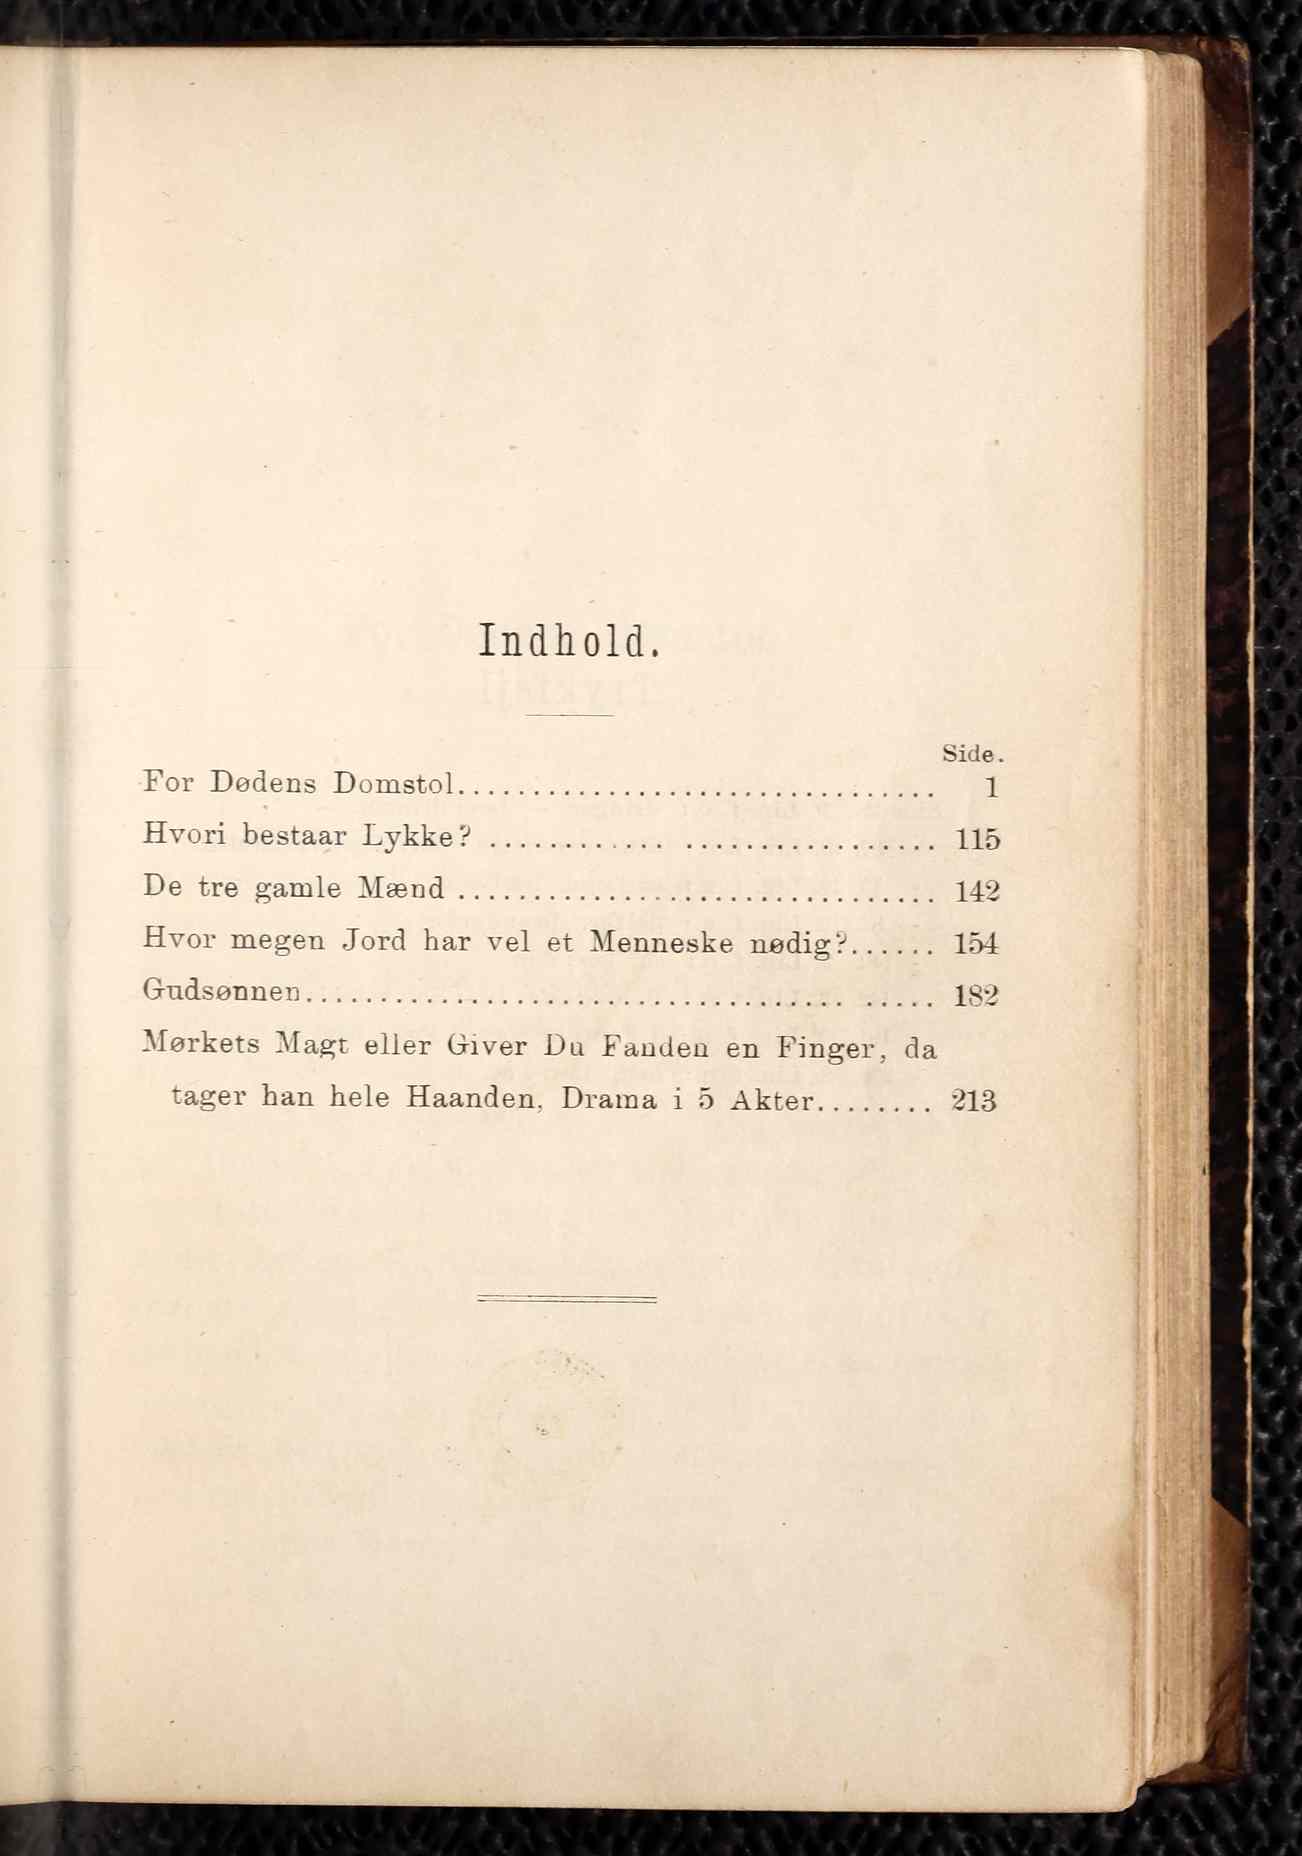 Indhold.
Side.
For Dødens Domstol................................ 1
Hvori bestaar Lykke? ............................. 115
De tre gamle Mænd ................................ 142
Hvor megen Jord har vel et Menneske nødig?...... 154
Gudsønnen......................................... 182
Mørkets Magt eller Giver Du Fanden en Finger, da
tager han hele Haanden, Drama i 5 Akter........ 213